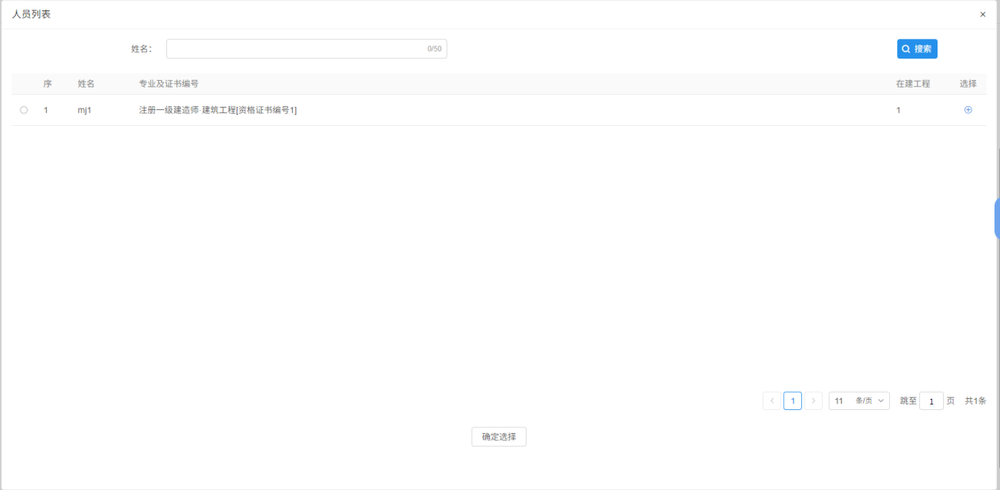 人员列表 ×
姓名： 0/50 搜索
序 姓名 专业及证书编号 在建工程 选择
1 mj1 注册一级建造师-建筑工程[资格证书编号1] 1
1 11 条/页 跳至 1 页 共1条
确定选择